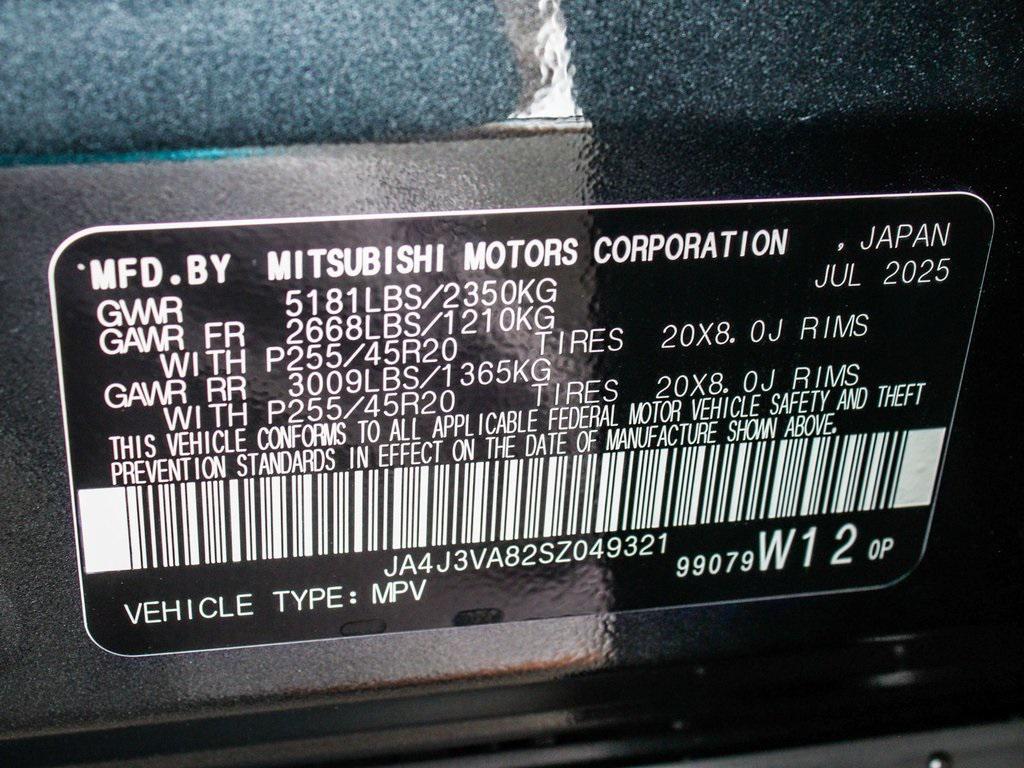 MFD.BY MITSUBISHI MOTORS CORPORATION , JAPAN
JUL 2025
GVWR 5181LBS/2350KG
GAWR FR 2668LBS/1210KG
WITH P255/45R20 TIRES 20X8.0J RIMS
GAWR RR 3009LBS/1365KG
WITH P255/45R20 TIRES 20X8.0J RIMS
THIS VEHICLE CONFORMS TO ALL APPLICABLE FEDERAL MOTOR VEHICLE SAFETY AND THEFT
PREVENTION STANDARDS IN EFFECT ON THE DATE OF MANUFACTURE SHOWN ABOVE.
JA4J3VA82SZ049321
99079 W12 0P
VEHICLE TYPE: MPV